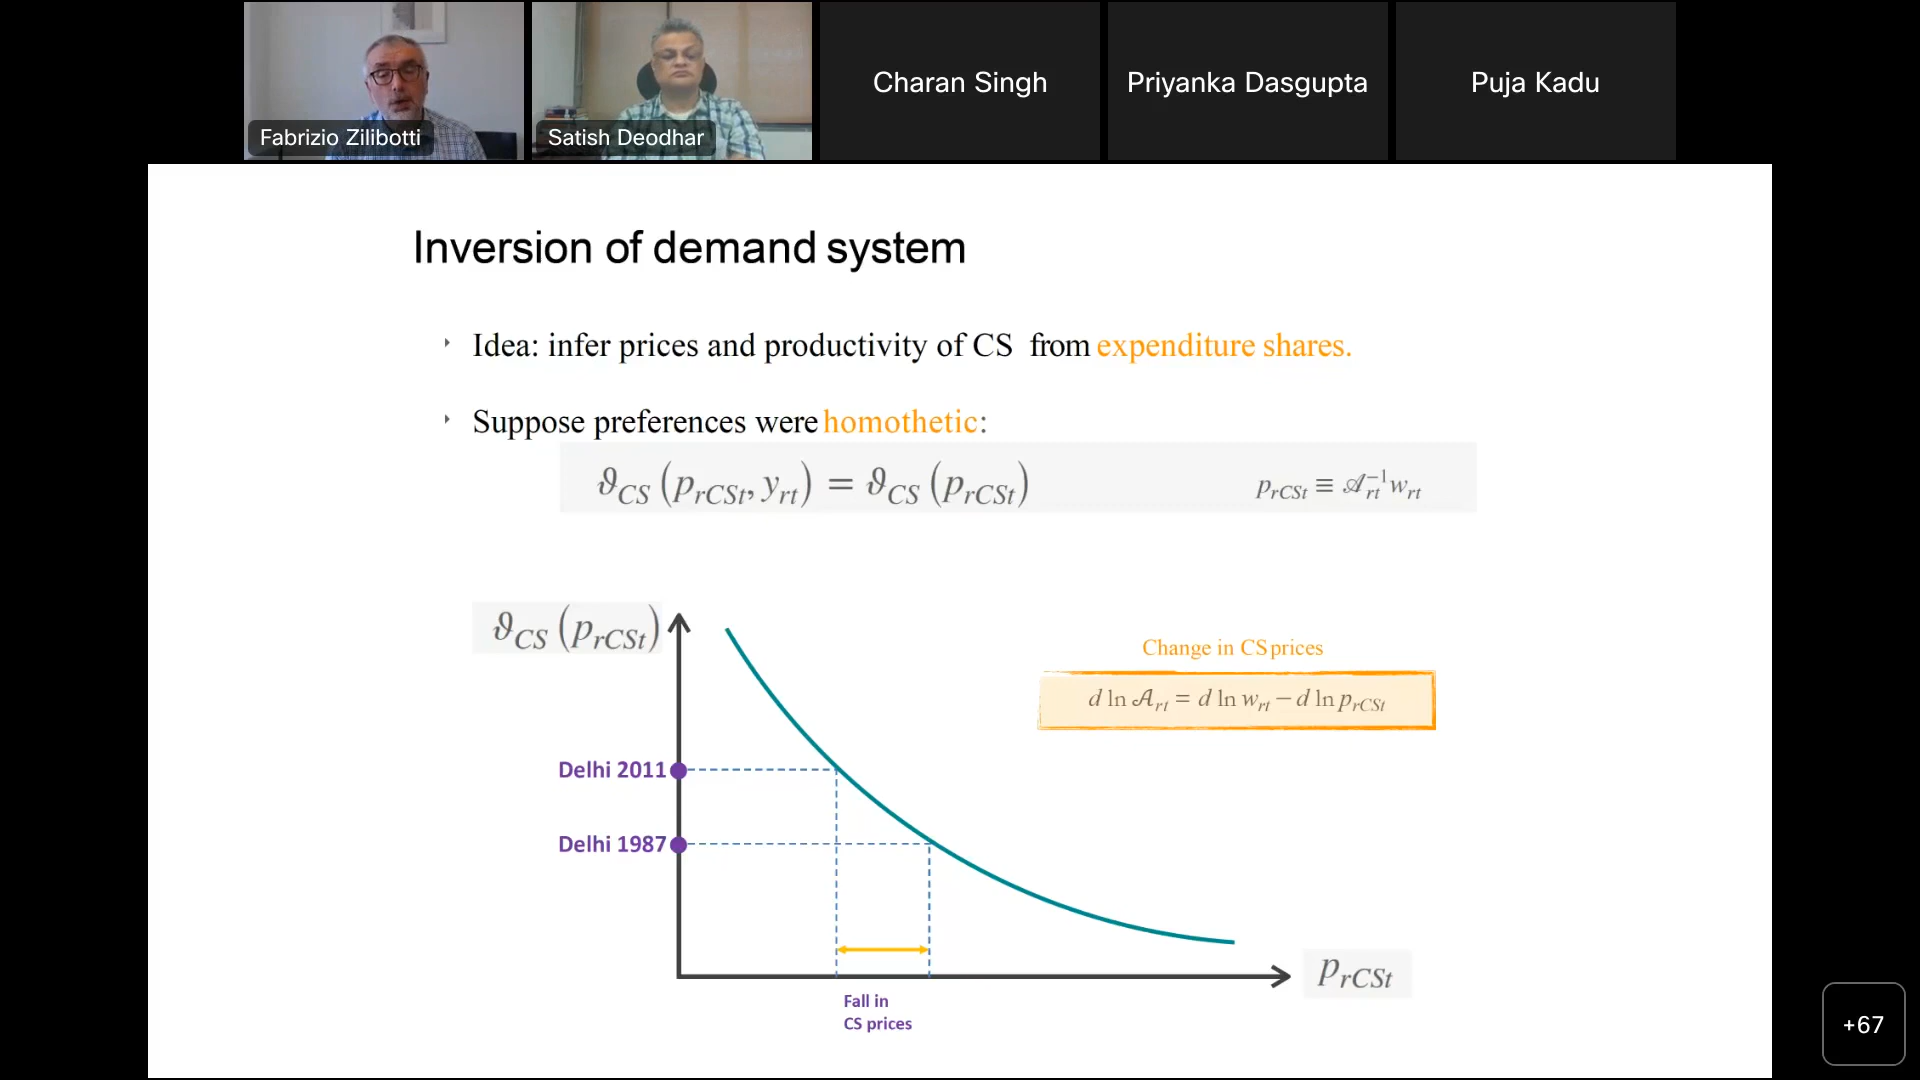 Fabrizio Zilibotti
Satish Deodhar
Charan Singh
Priyanka Dasgupta
Puja Kadu
Inversion of demand system
‣ Idea: infer prices and productivity of CS from expenditure shares.
‣ Suppose preferences were homothetic:
ϑ_CS (p_rCSt, y_rt) = ϑ_CS (p_rCSt)
p_rCSt ≡ 𝒜_rt^−1 w_rt
ϑ_CS (p_rCSt)
Change in CS prices
d ln 𝒜_rt = d ln w_rt − d ln p_rCSt
Delhi 2011
Delhi 1987
p_rCSt
Fall in
CS prices
+67